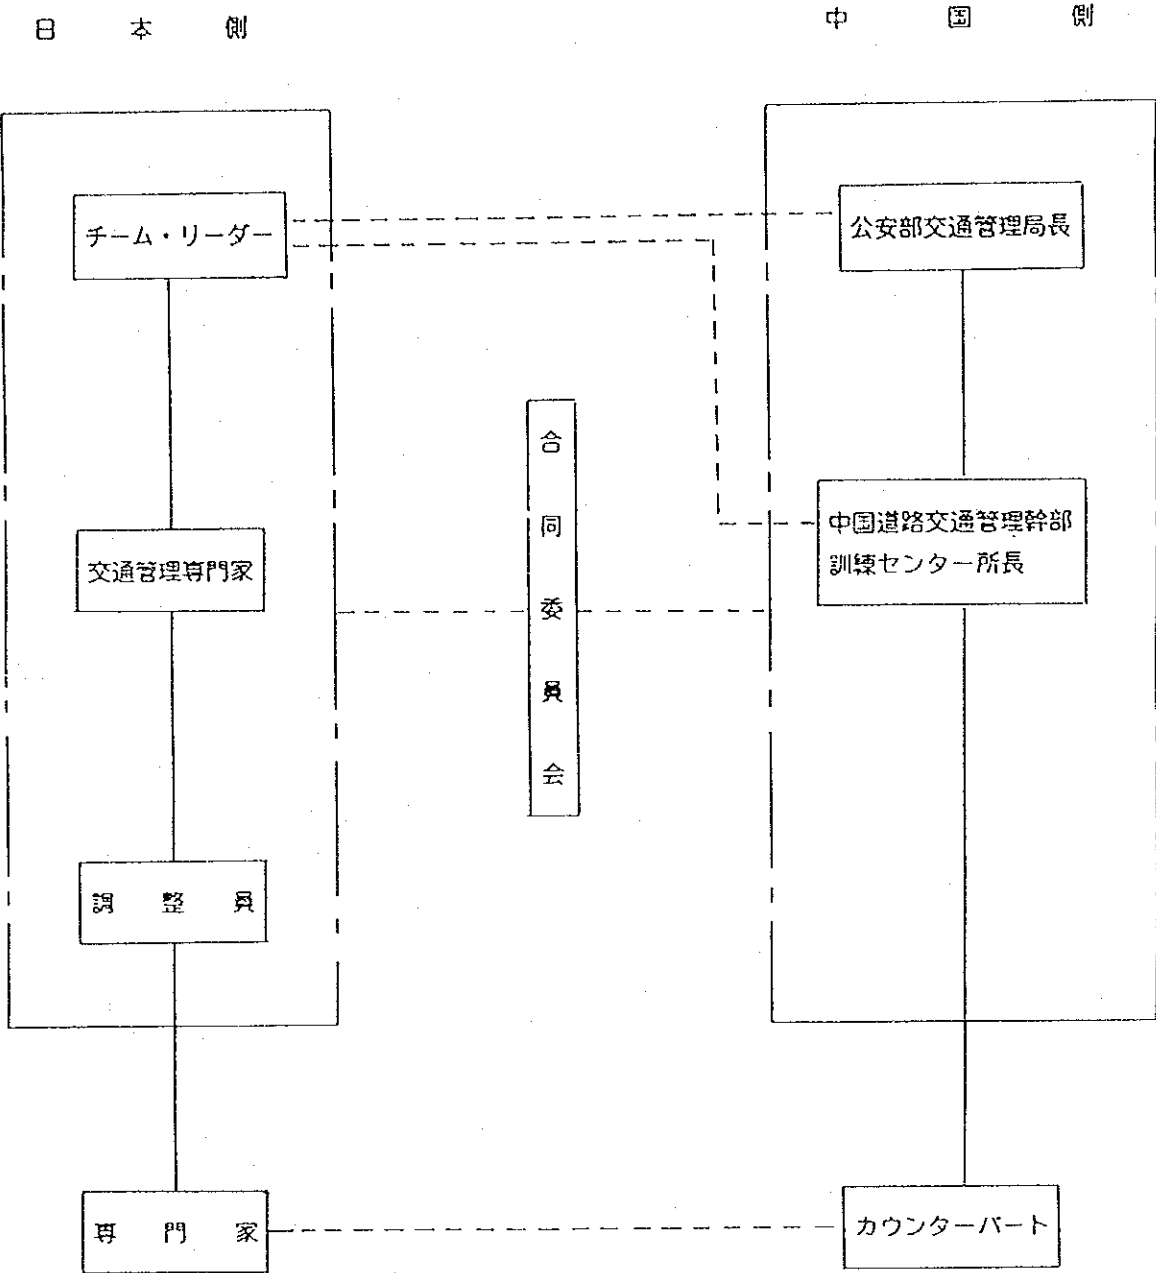 日本側
中国側
チーム・リーダー
公安部交通管理局長
合同委員会
中国道路交通管理幹部
訓練センター所長
交通管理専門家
調整員
専門家
カウンターパート